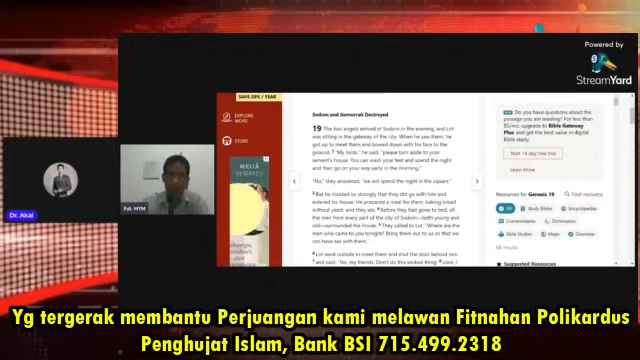 Powered by
StreamYard
SAVE 20% / YEAR
EXPLORE
MORE
STORE
MELIÁ
REWARDS
Sodom and Gomorrah Destroyed
19 The two angels arrived at Sodom in the evening, and Lot
was sitting in the gateway of the city. When he saw them, he
got up to meet them and bowed down with his face to the
ground. 2 "My lords," he said, "please turn aside to your
servant's house. You can wash your feet and spend the night
and then go on your way early in the morning."
"No," they answered, "we will spend the night in the square."
3 But he insisted so strongly that they did go with him and
entered his house. He prepared a meal for them, baking bread
without yeast, and they ate. 4 Before they had gone to bed, all
the men from every part of the city of Sodom—both young and
old—surrounded the house. 5 They called to Lot, "Where are the
men who came to you tonight? Bring them out to us so that we
can have sex with them."
6 Lot went outside to meet them and shut the door behind him
7 and said, "No, my friends. Don't do this wicked thing. 8 Look, I
Do you have questions about the
passage you are reading? For less than
$5/mo, upgrade to Bible Gateway
Plus and get the best value in digital
Bible study.
Start 14-day free trial
Learn More
Resources for Genesis 19
Find resource
All
Study Bibles
Encyclopedias
Commentaries
Dictionaries
Bible Studies
Maps
Overview
Suggested Resources
Dr. Akal
Pdt. MYM
Yg tergerak membantu Perjuangan kami melawan Fitnahan Polikardus
Penghujat Islam, Bank BSI 715.499.2318